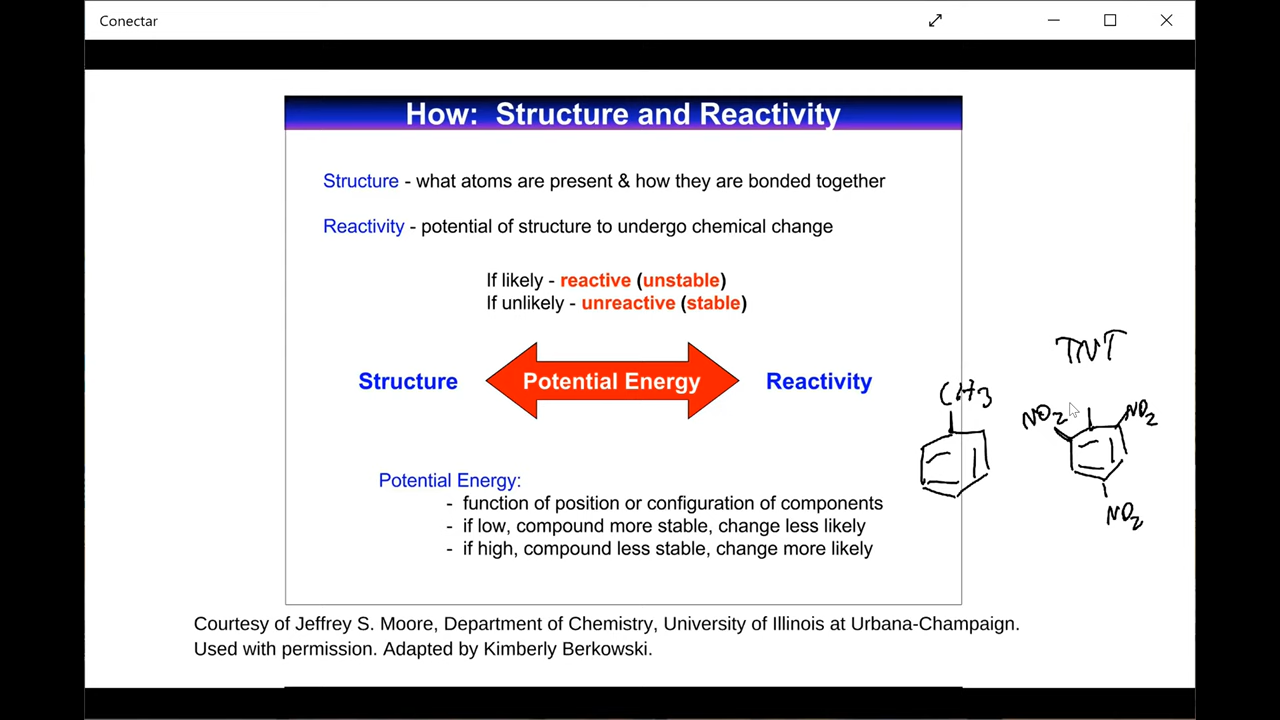 Conectar
How: Structure and Reactivity
Structure - what atoms are present & how they are bonded together
Reactivity - potential of structure to undergo chemical change
If likely - reactive (unstable)
If unlikely - unreactive (stable)
Structure Potential Energy Reactivity
Potential Energy:
- function of position or configuration of components
- if low, compound more stable, change less likely
- if high, compound less stable, change more likely
TNT
CH3
NO2 NO2
NO2
Courtesy of Jeffrey S. Moore, Department of Chemistry, University of Illinois at Urbana-Champaign.
Used with permission. Adapted by Kimberly Berkowski.